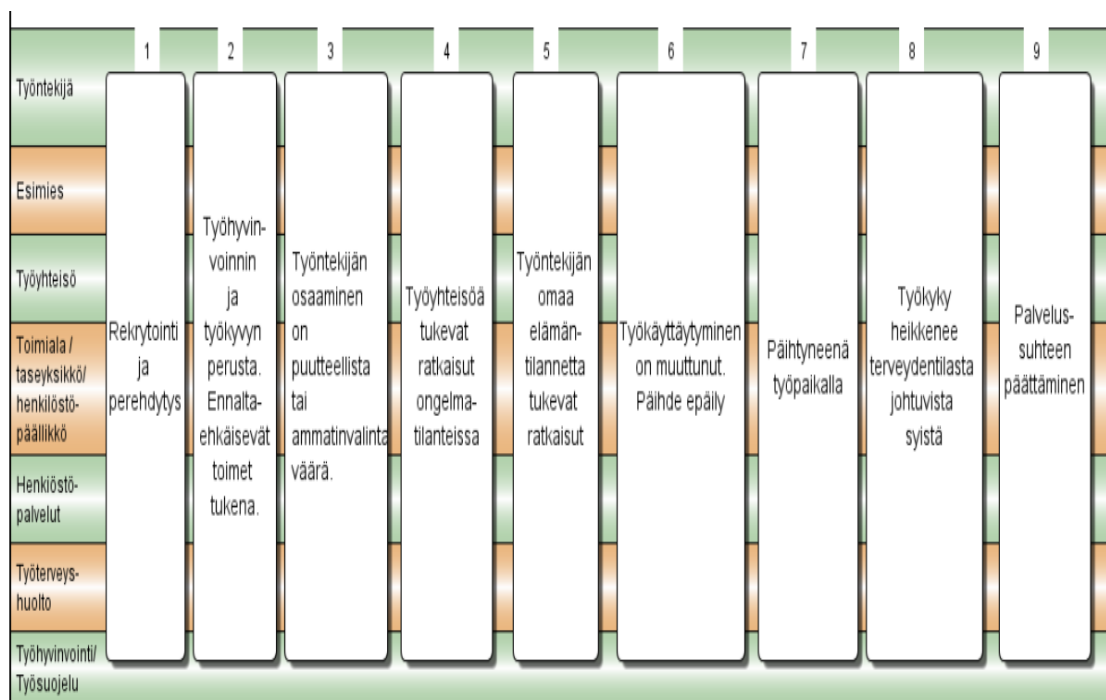 1 2 3 4 5 6 7 8 9
Työntekijä
Esimies
Työyhteisö
Toimiala /
taseyksikkö/
henkilöstö-
päällikkö
Henkiöstö-
palvelut
Työterveys-
huolto
Työhyvinvointi/
Työsuojelu
Rekrytointi
ja
perehdytys
Työhyvin-
voinnin
ja
työkyvyn
perusta.
Ennalta-
ehkäisevät
toimet
tukena.
Työntekijän
osaaminen
on
puutteellista
tai
ammatinvalinta
väärä.
Työyhteisöä
tukevat
ratkaisut
ongelma-
tilanteissa
Työntekijän
omaa
elämän-
tilannetta
tukevat
ratkaisut
Työkäyttäytyminen
on muuttunut.
Päihde epäily
Päihtyneenä
työpaikalla
Työkyky
heikkenee
terveydentilasta
johtuvista
syistä
Palvelus-
suhteen
päättäminen